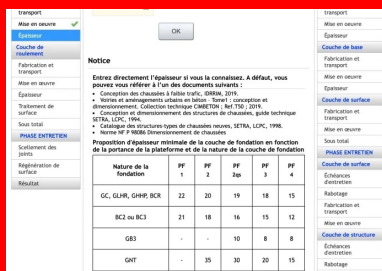 transport
Mise en œuvre
Épaisseur
Couche de
roulement
Fabrication et
transport
Mise en œuvre
Épaisseur
Traitement de
surface
Sous total
PHASE ENTRETIEN
Scellement des
joints
Régénération de
surface
Résultat
OK
Notice
Entrez directement l'épaisseur si vous la connaissez. A défaut, vous
pouvez vous référer à l'un des documents suivants :
• Conception des chaussées à faible trafic, IDRRIM, 2019.
• Voiries et aménagements urbains en béton - Tome1 : conception et
dimensionnement. Collection technique CIMBETON ; Ref.T50 ; 2019.
• Conception et dimensionnement des structures de chaussées, guide technique
SETRA, LCPC, 1994.
• Catalogue des structures-types de chaussées neuves, SETRA, LCPC, 1998.
• Norme NF P 98086 Dimensionnement de chaussées
Proposition d'épaisseur minimale de la couche de fondation en fonction
de la portance de la plateforme et de la nature de la couche de fondation
Nature de la fondation PF 1 PF 2 PF 2qs PF 3 PF 4
GC, GLHR, GHHP, BCR 22 20 19 18 15
BC2 ou BC3 21 18 16 15 12
GB3 - - 10 8 8
GNT - 35 30 20 15
transport
Mise en œuvre
Épaisseur
Couche de base
Fabrication et
transport
Mise en œuvre
Epaisseur
Couche de surface
Fabrication et
transport
Mise en œuvre
Sous total
PHASE ENTRETIEN
Couche de surface
Échéances
d'entretien
Rabotage
Fabrication et
transport
Mise en œuvre
Couche de structure
Échéances
d'entretien
Rabotage